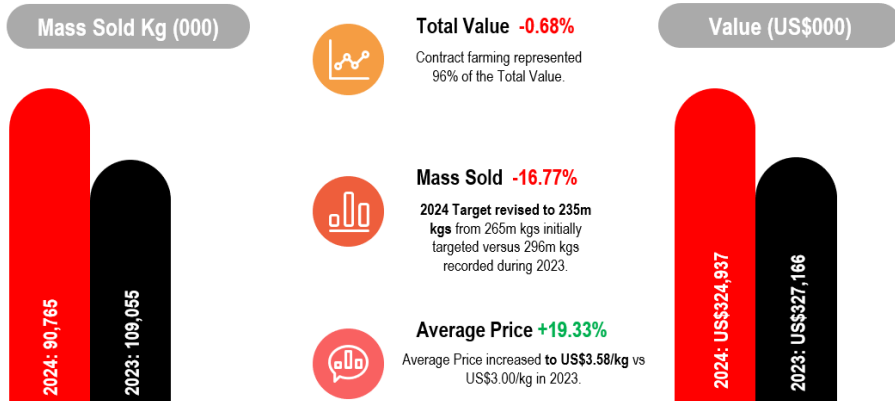 Mass Sold Kg (000)
2024: 90,765
2023: 109,055
Total Value -0.68%
Contract farming represented
96% of the Total Value.
Mass Sold -16.77%
2024 Target revised to 235m
kgs from 265m kgs initially
targeted versus 296m kgs
recorded during 2023.
Average Price +19.33%
Average Price increased to US$3.58/kg vs
US$3.00/kg in 2023.
Value (US$000)
2024: US$324,937
2023: US$327,166